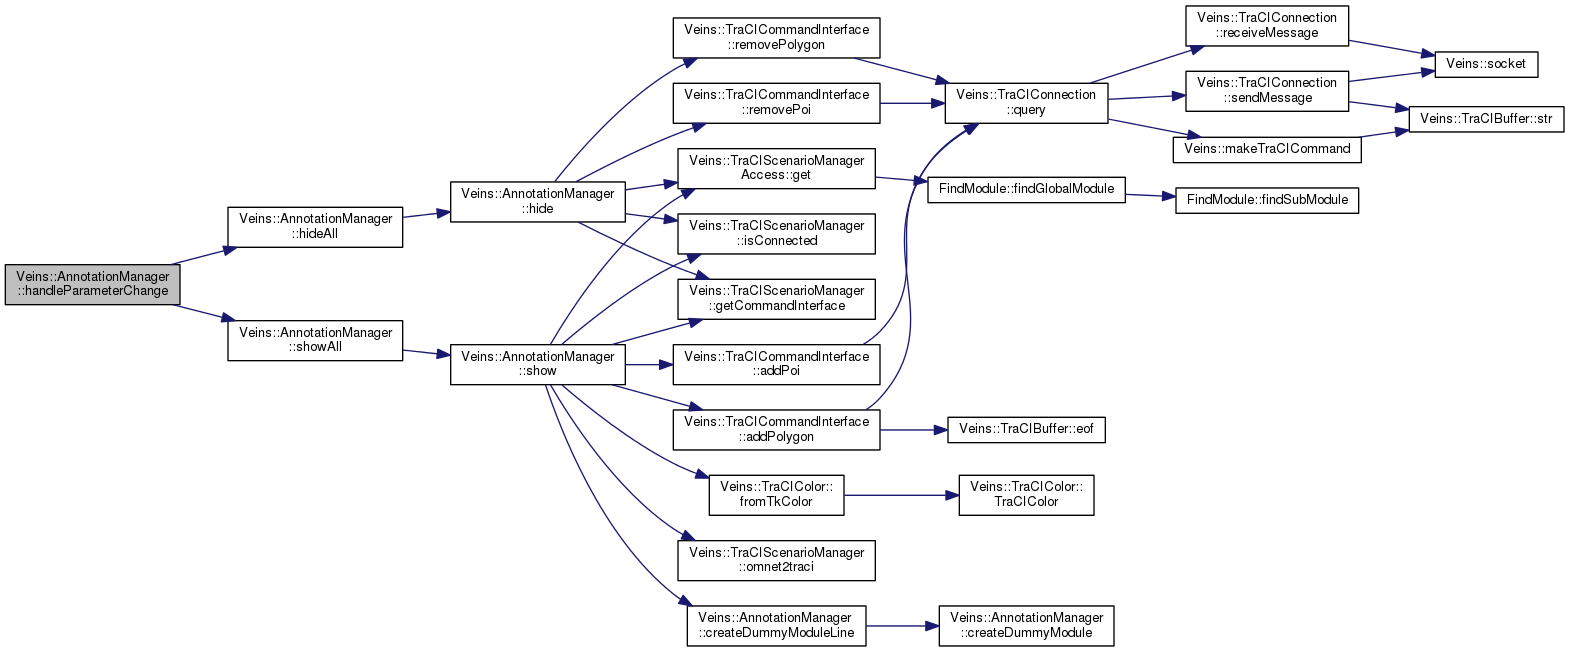 Veins::AnnotationManager
::handleParameterChange
Veins::AnnotationManager
::hideAll
Veins::AnnotationManager
::showAll
Veins::AnnotationManager
::hide
Veins::AnnotationManager
::show
Veins::TraCICommandInterface
::removePolygon
Veins::TraCICommandInterface
::removePoi
Veins::TraCIScenarioManager
Access::get
Veins::TraCIScenarioManager
::isConnected
Veins::TraCIScenarioManager
::getCommandInterface
Veins::TraCICommandInterface
::addPoi
Veins::TraCICommandInterface
::addPolygon
Veins::TraCIColor::
fromTkColor
Veins::TraCIScenarioManager
::omnet2traci
Veins::AnnotationManager
::createDummyModuleLine
Veins::TraCIConnection
::query
FindModule::findGlobalModule
Veins::TraCIBuffer::eof
Veins::TraCIColor::
TraCIColor
Veins::AnnotationManager
::createDummyModule
Veins::TraCIConnection
::receiveMessage
Veins::TraCIConnection
::sendMessage
Veins::makeTraCICommand
FindModule::findSubModule
Veins::socket
Veins::TraCIBuffer::str